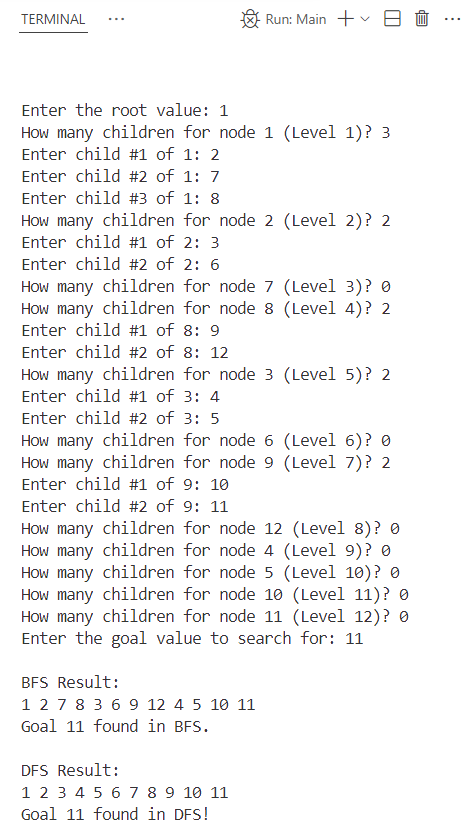 TERMINAL ... Run: Main ...
Enter the root value: 1
How many children for node 1 (Level 1)? 3
Enter child #1 of 1: 2
Enter child #2 of 1: 7
Enter child #3 of 1: 8
How many children for node 2 (Level 2)? 2
Enter child #1 of 2: 3
Enter child #2 of 2: 6
How many children for node 7 (Level 3)? 0
How many children for node 8 (Level 4)? 2
Enter child #1 of 8: 9
Enter child #2 of 8: 12
How many children for node 3 (Level 5)? 2
Enter child #1 of 3: 4
Enter child #2 of 3: 5
How many children for node 6 (Level 6)? 0
How many children for node 9 (Level 7)? 2
Enter child #1 of 9: 10
Enter child #2 of 9: 11
How many children for node 12 (Level 8)? 0
How many children for node 4 (Level 9)? 0
How many children for node 5 (Level 10)? 0
How many children for node 10 (Level 11)? 0
How many children for node 11 (Level 12)? 0
Enter the goal value to search for: 11
BFS Result:
1 2 7 8 3 6 9 12 4 5 10 11
Goal 11 found in BFS.
DFS Result:
1 2 3 4 5 6 7 8 9 10 11
Goal 11 found in DFS!